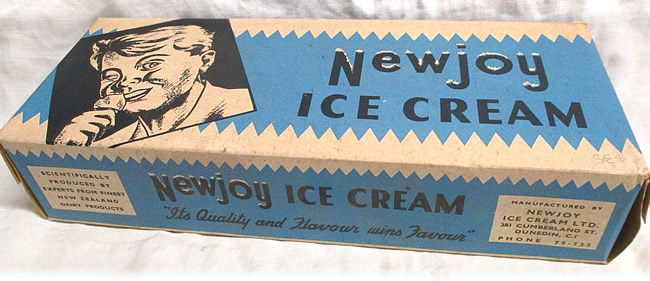 Newjoy
ICE CREAM
SCIENTIFICALLY
PRODUCED BY
EXPERTS FROM FINEST
NEW ZEALAND
DAIRY PRODUCTS
Newjoy ICE CREAM
"Its Quality and Flavour wins Favour"
MANUFACTURED BY
NEWJOY
ICE CREAM LTD.
381 CUMBERLAND ST.
DUNEDIN, C.1
PHONE 79-733